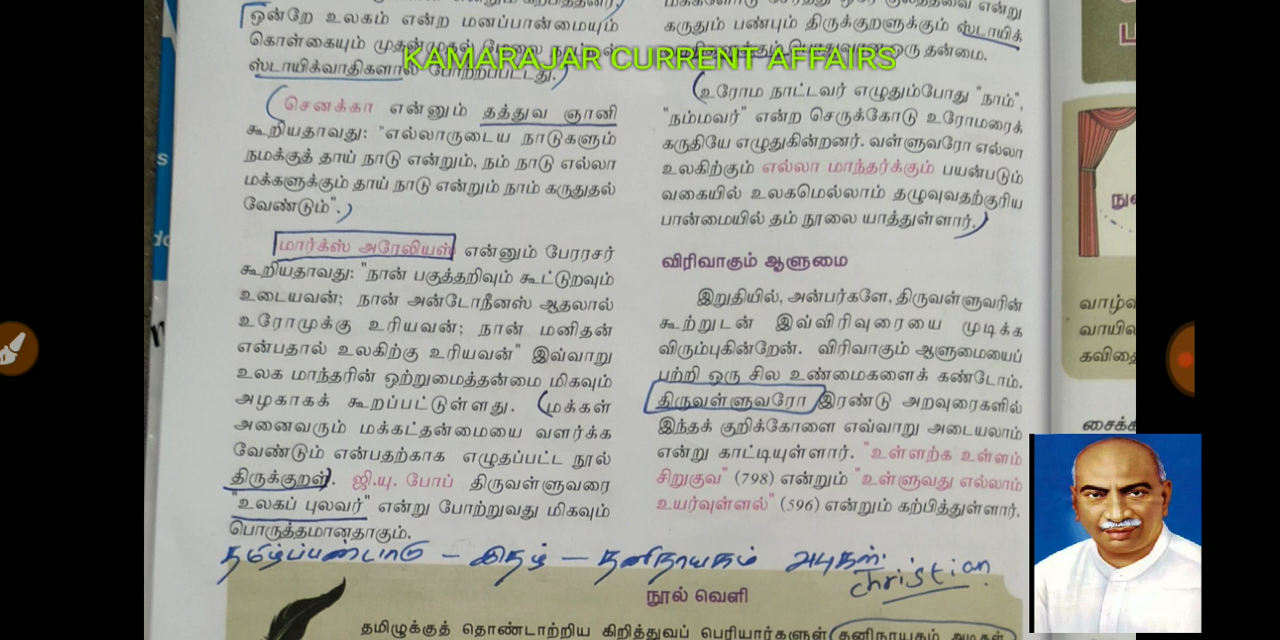 KAMARAJAR CURRENT AFFAIRS
ஒன்றே உலகம் என்ற மனப்பான்மையும்
கொள்கையும் முதன்முதல்
ஸ்டாயிக்வாதிகளால் போற்றப்பட்டது.
செனக்கா என்னும் தத்துவ ஞானி
கூறியதாவது: "எல்லாருடைய நாடுகளும்
நமக்குத் தாய் நாடு என்றும், நம் நாடு எல்லா
மக்களுக்கும் தாய் நாடு என்றும் நாம் கருதுதல்
வேண்டும்".
மார்க்ஸ் அரேலியஸ் என்னும் பேரரசர்
கூறியதாவது: "நான் பகுத்தறிவும் கூட்டுறவும்
உடையவன்; நான் அன்டோநீனஸ் ஆதலால்
உரோமுக்கு உரியவன்; நான் மனிதன்
என்பதால் உலகிற்கு உரியவன்" இவ்வாறு
உலக மாந்தரின் ஒற்றுமைத்தன்மை மிகவும்
அழகாகக் கூறப்பட்டுள்ளது. மக்கள்
அனைவரும் மக்கட்தன்மையை வளர்க்க
வேண்டும் என்பதற்காக எழுதப்பட்ட நூல்
திருக்குறள். ஜி.யு. போப் திருவள்ளுவரை
"உலகப் புலவர்" என்று போற்றுவது மிகவும்
பொருத்தமானதாகும்.
கருதும் பண்பும் திருக்குறளுக்கும் ஸ்டாயிக்
ஒரு தன்மை.
உரோம நாட்டவர் எழுதும்போது "நாம்",
"நம்மவர்" என்ற செருக்கோடு உரோமரைக்
கருதியே எழுதுகின்றனர். வள்ளுவரோ எல்லா
உலகிற்கும் எல்லா மாந்தர்க்கும் பயன்படும்
வகையில் உலகமெல்லாம் தழுவுவதற்குரிய
பான்மையில் தம் நூலை யாத்துள்ளார்.
விரிவாகும் ஆளுமை
இறுதியில், அன்பர்களே, திருவள்ளுவரின்
கூற்றுடன் இவ்விரிவுரையை முடிக்க
விரும்புகின்றேன். விரிவாகும் ஆளுமையைப்
பற்றி ஒரு சில உண்மைகளைக் கண்டோம்.
திருவள்ளுவரோ இரண்டு அறவுரைகளில்
இந்தக் குறிக்கோளை எவ்வாறு அடையலாம்
என்று காட்டியுள்ளார். "உள்ளற்க உள்ளம்
சிறுகுவ" (798) என்றும் "உள்ளுவது எல்லாம்
உயர்வுள்ளல்" (596) என்றும் கற்பித்துள்ளார்.
தமிழ்ப்பண்பாடு – இதழ் – தனிநாயகம் அடிகள்
christian
நூல் வெளி
தமிழுக்குத் தொண்டாற்றிய கிறித்துவப் பெரியார்களுள் தனிநாயகம் அடிகள்